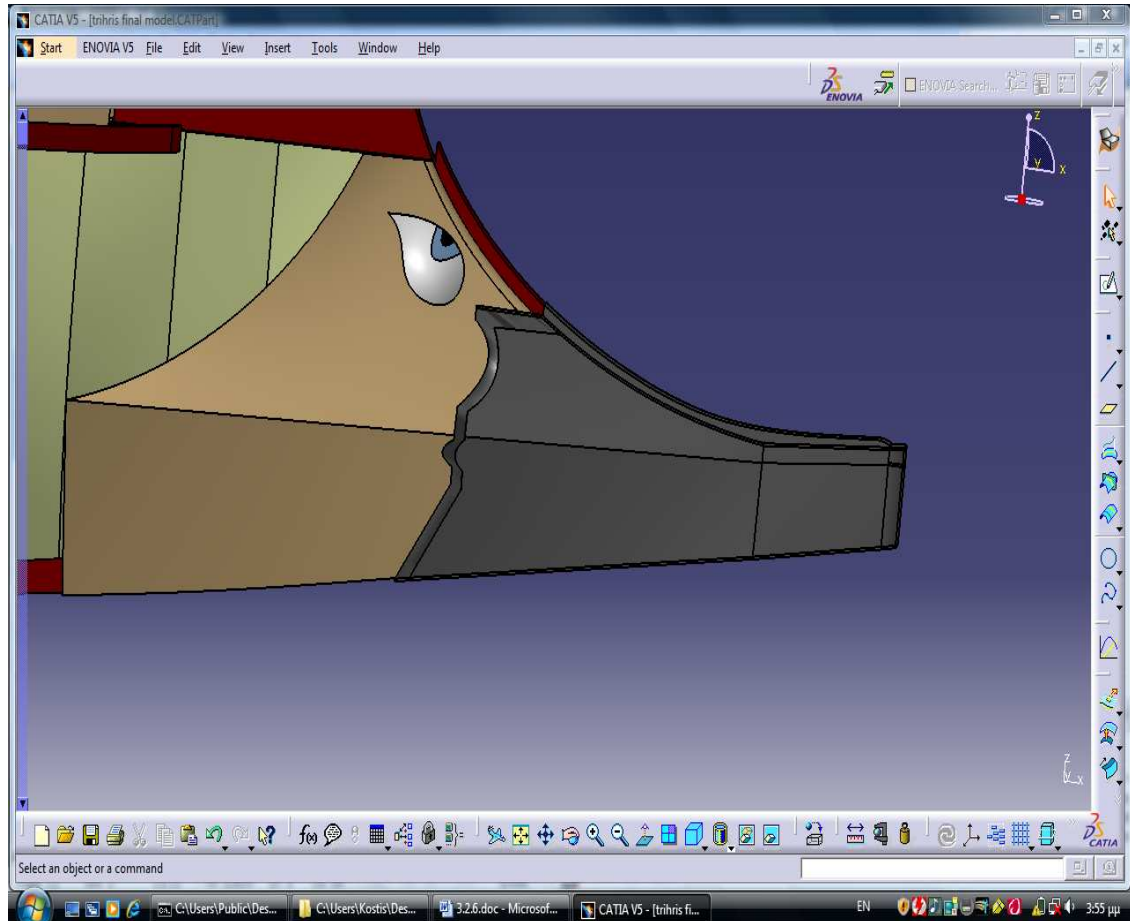 CATIA V5 - [trihris final model.CATPart]
Start ENOVIA V5 File Edit View Insert Tools Window Help
ENOVIA ENOVIA Search...
z
y x
z
y x
f(x)
CATIA
Select an object or a command
C:\Users\Public\Des... C:\Users\Kostis\Des... 3.2.6.doc - Microsof... CATIA V5 - [trihris fi... EN 3:55 μμ